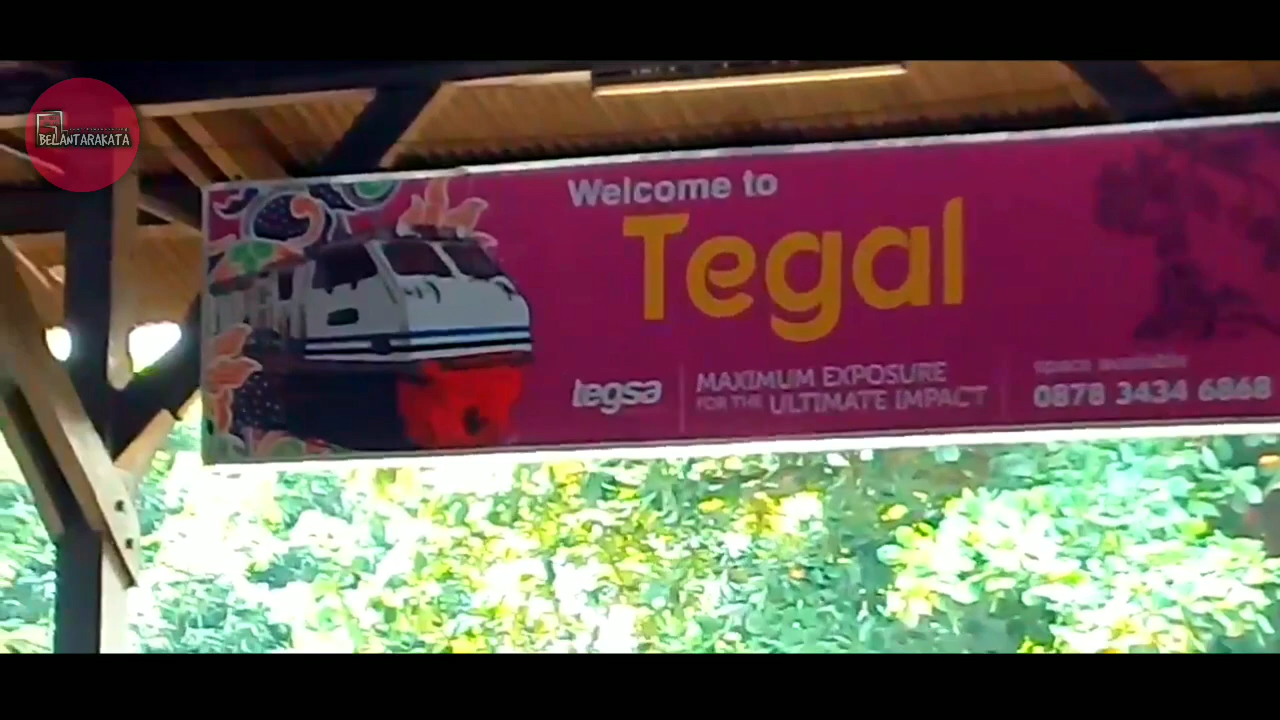 BELANTARAKATA
Welcome to
Tegal
tegsa
MAXIMUM EXPOSURE
FOR THE ULTIMATE IMPACT
space available
0878 3434 6868